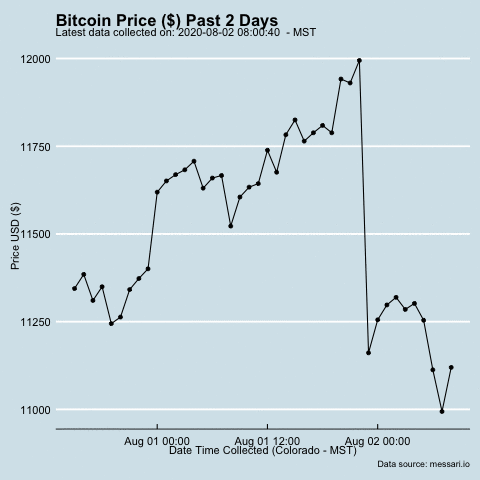 Bitcoin Price ($) Past 2 Days
Latest data collected on: 2020-08-02 08:00:40  - MST
12000
11750
11500
11250
11000
Price USD ($)
Aug 01 00:00 Aug 01 12:00 Aug 02 00:00
Date Time Collected (Colorado - MST)
Data source: messari.io